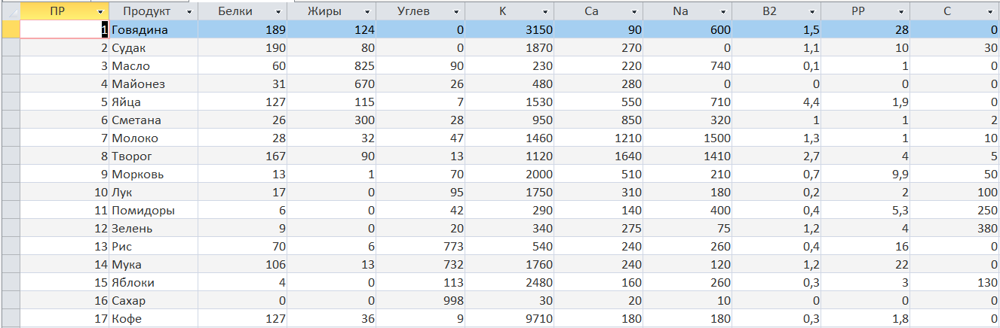 ПР Продукт Белки Жиры Углев K Ca Na B2 PP C
1 Говядина 189 124 0 3150 90 600 1,5 28 0
2 Судак 190 80 0 1870 270 0 1,1 10 30
3 Масло 60 825 90 230 220 740 0,1 1 0
4 Майонез 31 670 26 480 280 0 0 0 0
5 Яйца 127 115 7 1530 550 710 4,4 1,9 0
6 Сметана 26 300 28 950 850 320 1 1 2
7 Молоко 28 32 47 1460 1210 1500 1,3 1 10
8 Творог 167 90 13 1120 1640 1410 2,7 4 5
9 Морковь 13 1 70 2000 510 210 0,7 9,9 50
10 Лук 17 0 95 1750 310 180 0,2 2 100
11 Помидоры 6 0 42 290 140 400 0,4 5,3 250
12 Зелень 9 0 20 340 275 75 1,2 4 380
13 Рис 70 6 773 540 240 260 0,4 16 0
14 Мука 106 13 732 1760 240 120 1,2 22 0
15 Яблоки 4 0 113 2480 160 260 0,3 3 130
16 Сахар 0 0 998 30 20 10 0 0 0
17 Кофе 127 36 9 9710 180 180 0,3 1,8 0